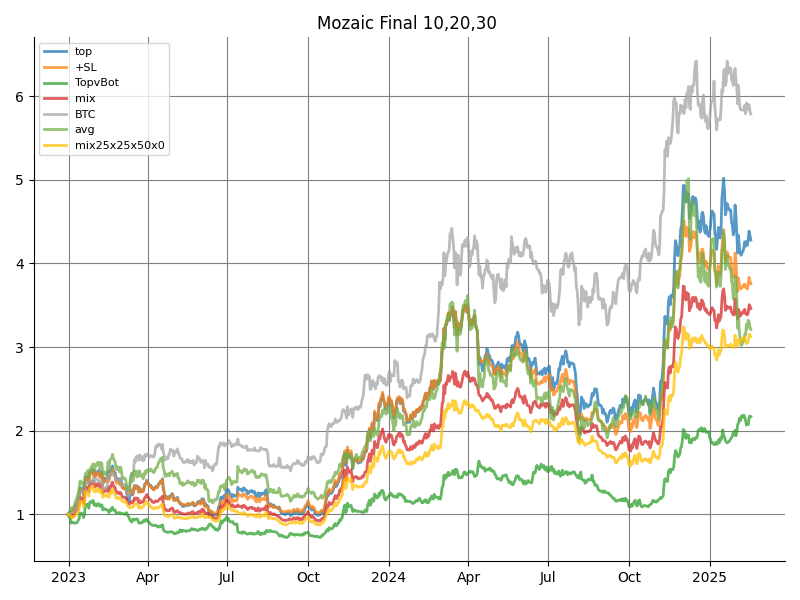 Mozaic Final 10,20,30
top
+SL
TopvBot
mix
BTC
avg
mix25x25x50x0
6
5
4
3
2
1
2023 Apr Jul Oct 2024 Apr Jul Oct 2025